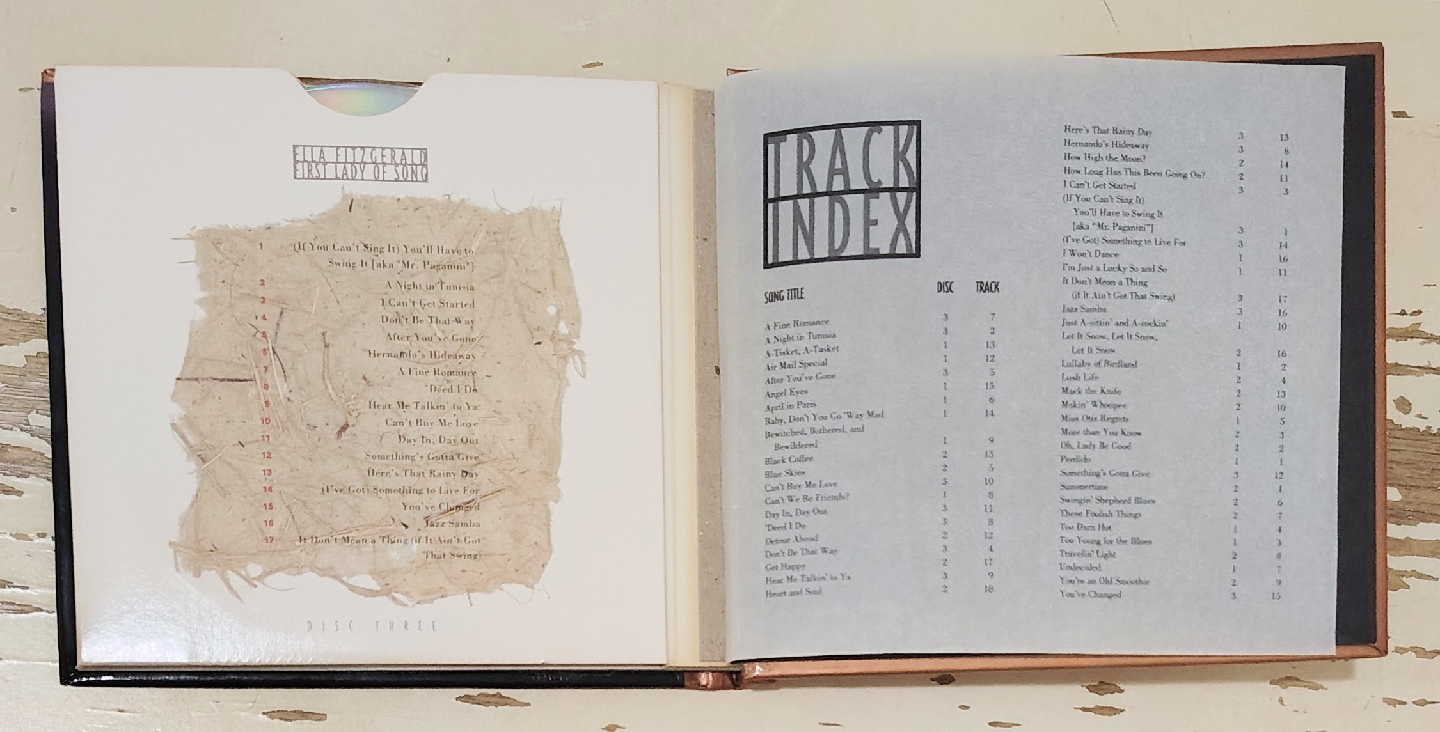 ELLA FITZGERALD
FIRST LADY OF SONG
1 (If You Can't Sing It) You'll Have to
Swing It [aka "Mr. Paganini"]
2 A Night in Tunisia
3 I Can't Get Started
4 Don't Be That Way
5 After You've Gone
6 Hernando's Hideaway
7 A Fine Romance
8 'Deed I Do
9 Hear Me Talkin' to Ya
10 Can't Buy Me Love
11 Day In, Day Out
12 Something's Gotta Give
13 Here's That Rainy Day
14 (I've Got) Something to Live For
15 You've Changed
16 Jazz Samba
17 It Don't Mean a Thing (if It Ain't Got
That Swing)
DISC THREE
TRACK
INDEX
SONG TITLE DISC TRACK
A Fine Romance 3 7
A Night in Tunisia 3 2
A-Tisket, A-Tasket 1 13
Air Mail Special 1 12
After You've Gone 3 5
Angel Eyes 1 15
April in Paris 1 6
Baby, Don't You Go 'Way Mad 1 14
Bewitched, Bothered, and
Bewildered 1 9
Black Coffee 2 15
Blue Skies 2 5
Can't Buy Me Love 3 10
Can't We Be Friends? 1 8
Day In, Day Out 3 11
'Deed I Do 3 8
Detour Ahead 2 12
Don't Be That Way 3 4
Get Happy 2 17
Hear Me Talkin' to Ya 3 9
Heart and Soul 2 18
Here's That Rainy Day 3 13
Hernando's Hideaway 3 6
How High the Moon? 2 14
How Long Has This Been Going On? 2 11
I Can't Get Started 3 3
(If You Can't Sing It)
You'll Have to Swing It
[aka "Mr. Paganini"] 3 1
(I've Got) Something to Live For 3 14
I Won't Dance 1 16
I'm Just a Lucky So and So 1 11
It Don't Mean a Thing
(if It Ain't Got That Swing) 3 17
Jazz Samba 3 16
Just A-sittin' and A-rockin' 1 10
Let It Snow, Let It Snow,
Let It Snow 2 16
Lullaby of Birdland 1 2
Lush Life 2 4
Mack the Knife 2 13
Makin' Whoopee 2 10
Miss Otis Regrets 1 5
More than You Know 2 3
Oh, Lady Be Good 2 2
Perdido 1 1
Something's Gotta Give 3 12
Summertime 2 1
Swingin' Shepherd Blues 2 6
These Foolish Things 2 7
Too Darn Hot 1 4
Too Young for the Blues 1 3
Travelin' Light 2 8
Undecided 1 7
You're an Old Smoothie 2 9
You've Changed 3 15